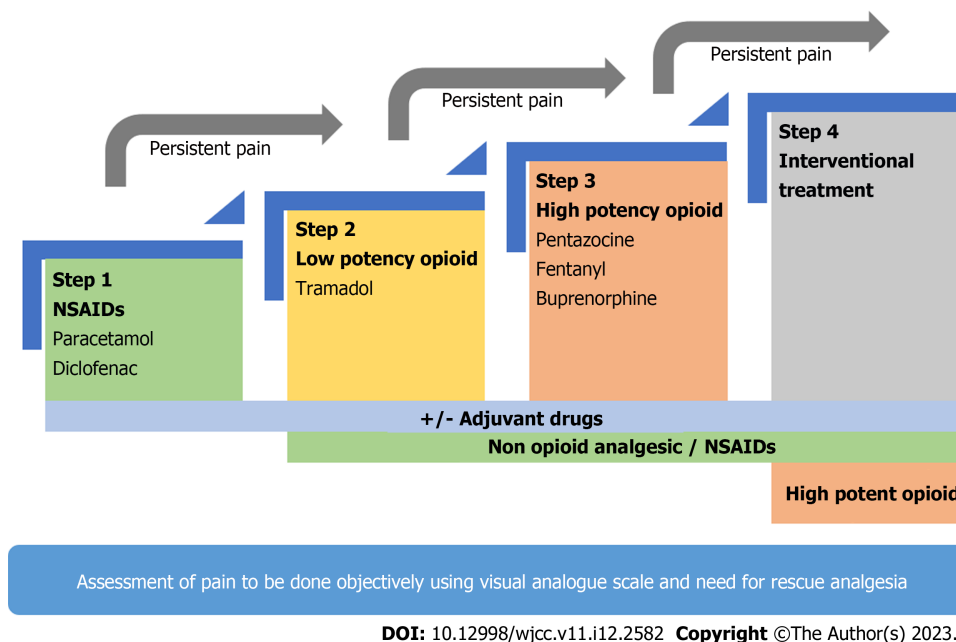 Persistent pain
Persistent pain
Persistent pain
Step 1
NSAIDs
Paracetamol
Diclofenac
Step 2
Low potency opioid
Tramadol
Step 3
High potency opioid
Pentazocine
Fentanyl
Buprenorphine
Step 4
Interventional
treatment
+/- Adjuvant drugs
Non opioid analgesic / NSAIDs
High potent opioid
Assessment of pain to be done objectively using visual analogue scale and need for rescue analgesia
DOI: 10.12998/wjcc.v11.i12.2582 Copyright ©The Author(s) 2023.